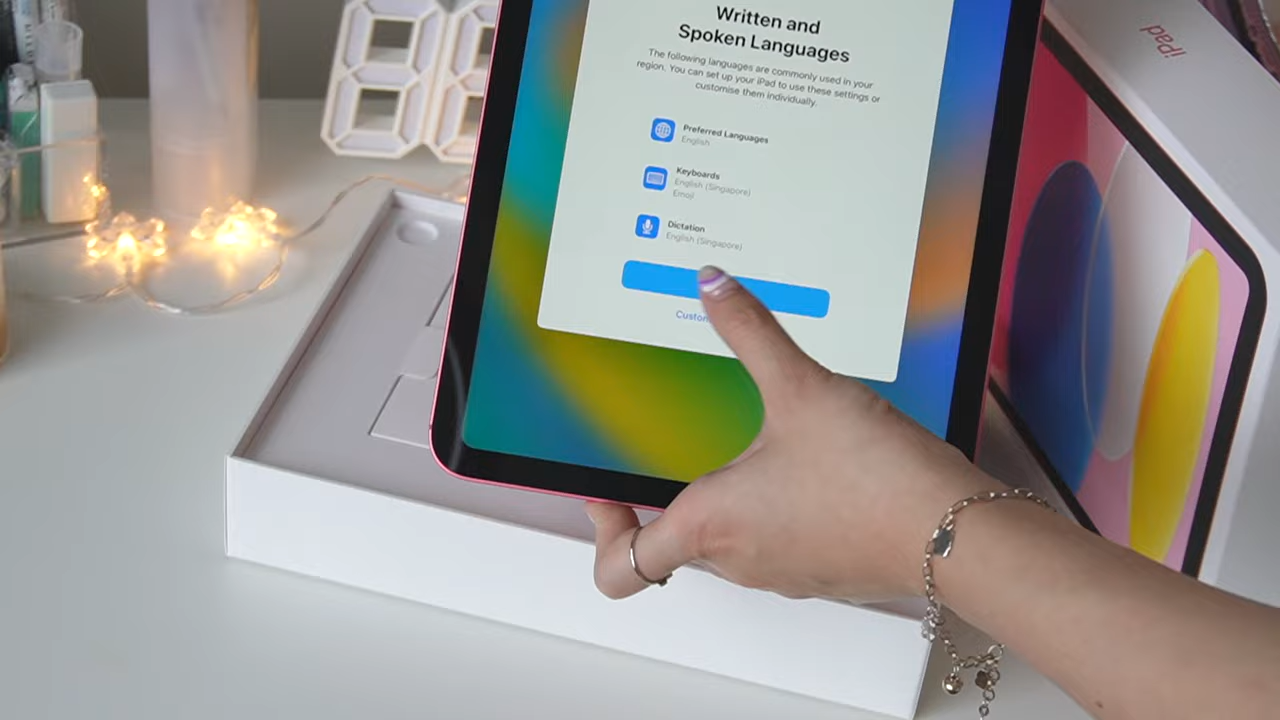 Written and
Spoken Languages
The following languages are commonly used in your
region. You can set up your iPad to use these settings or
customise them individually.
Preferred Languages
English
Keyboards
English (Singapore)
Emoji
Dictation
English (Singapore)
Custom
iPad